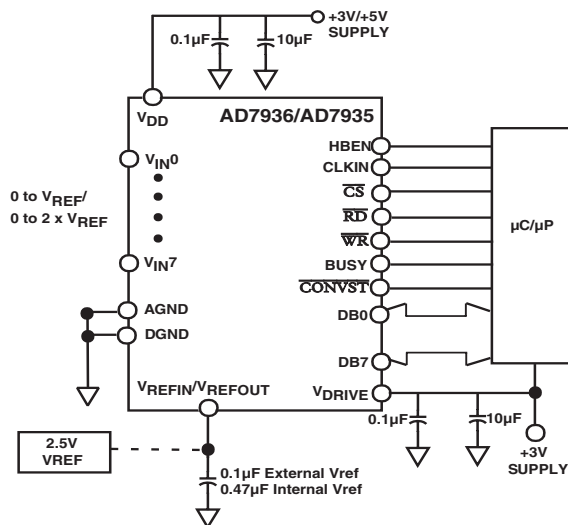 +3V/+5V
SUPPLY
0.1µF
10µF
AD7936/AD7935
VDD
VIN0
0 to VREF/
0 to 2 x VREF
VIN7
AGND
DGND
VREFIN/VREFOUT
HBEN
CLKIN
CS
RD
WR
BUSY
CONVST
DB0
DB7
VDRIVE
µC/µP
0.1µF
10µF
+3V
SUPPLY
2.5V
VREF
0.1µF External Vref
0.47µF Internal Vref